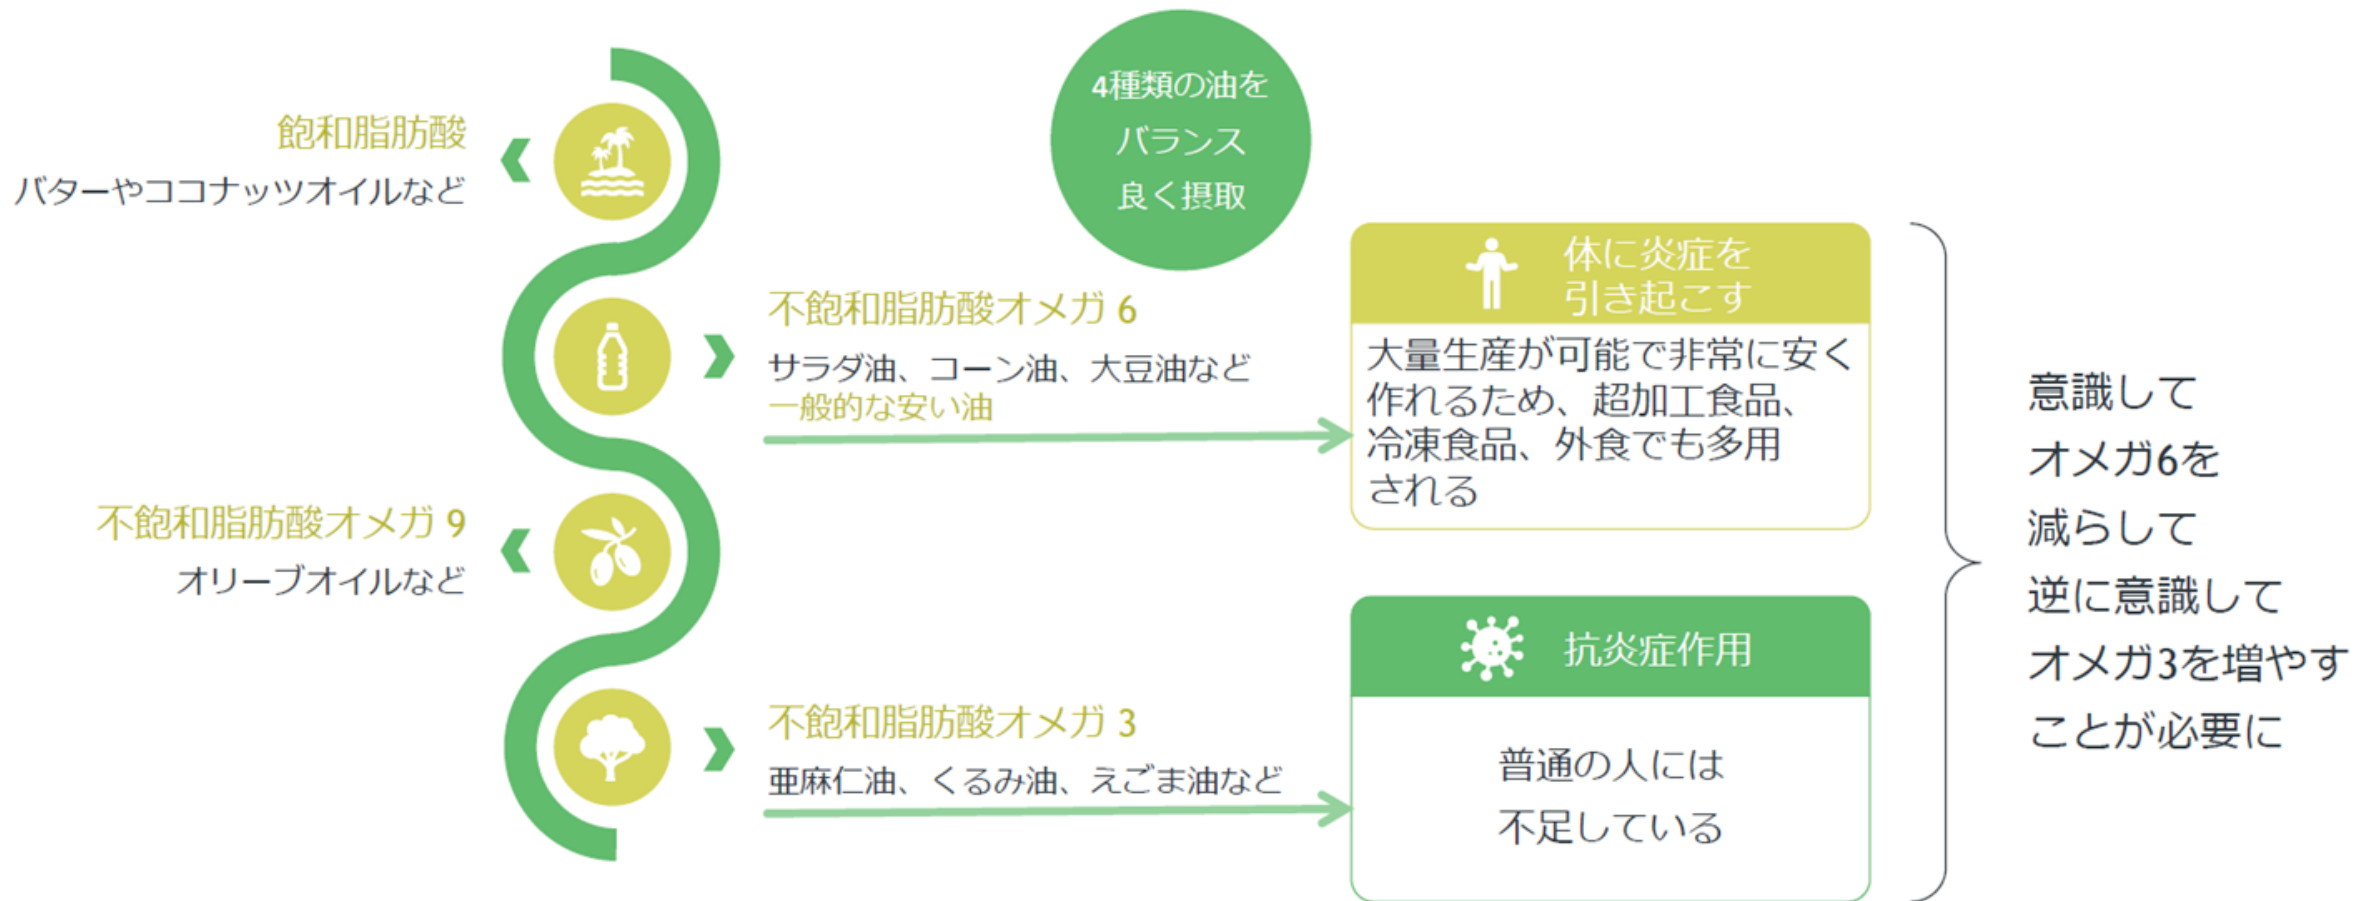 4種類の油を
バランス
良く摂取
飽和脂肪酸
バターやココナッツオイルなど
不飽和脂肪酸オメガ 6
サラダ油、コーン油、大豆油など
一般的な安い油
体に炎症を
引き起こす
大量生産が可能で非常に安く
作れるため、超加工食品、
冷凍食品、外食でも多用
される
不飽和脂肪酸オメガ 9
オリーブオイルなど
不飽和脂肪酸オメガ 3
亜麻仁油、くるみ油、えごま油など
抗炎症作用
普通の人には
不足している
意識して
オメガ6を
減らして
逆に意識して
オメガ3を増やす
ことが必要に